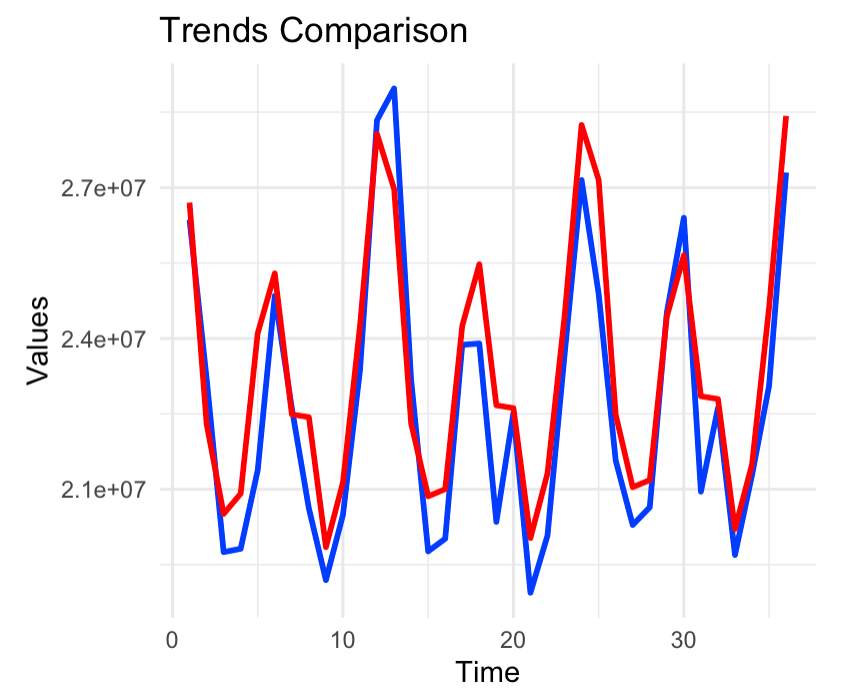 Trends Comparison
Values
2.7e+07
2.4e+07
2.1e+07
0 10 20 30
Time